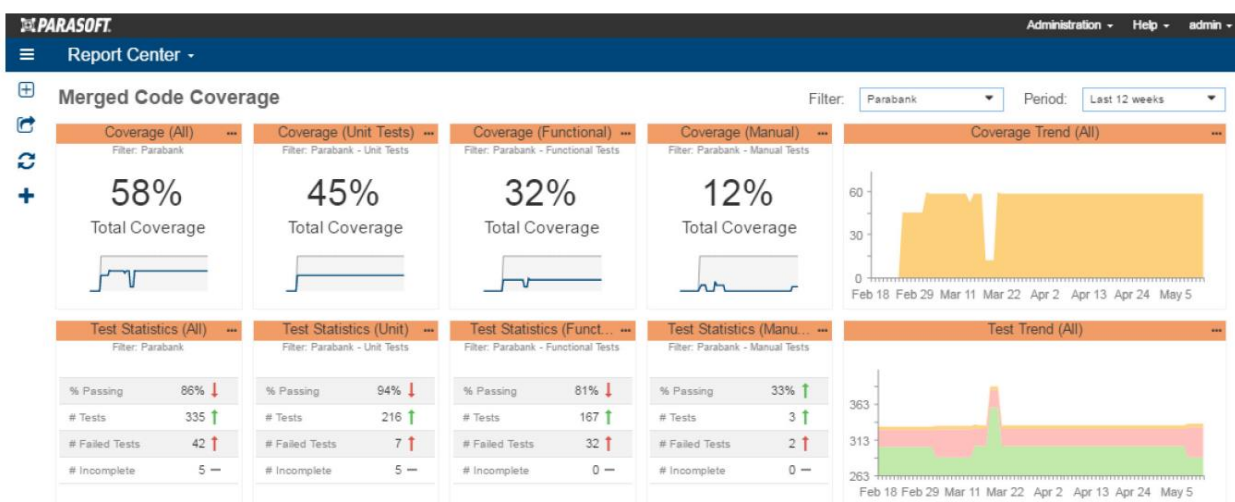 PARASOFT. Administration Help admin
Report Center
Merged Code Coverage Filter: Parabank Period: Last 12 weeks
Coverage (All) ... Coverage (Unit Tests) ... Coverage (Functional) ... Coverage (Manual) ... Coverage Trend (All) ...
Filter: Parabank Filter: Parabank - Unit Tests Filter: Parabank - Functional Tests Filter: Parabank - Manual Tests
58% 45% 32% 12%
Total Coverage Total Coverage Total Coverage Total Coverage
60
30
0
Feb 18 Feb 29 Mar 11 Mar 22 Apr 2 Apr 13 Apr 24 May 5
Test Statistics (All) ... Test Statistics (Unit) ... Test Statistics (Funct... ... Test Statistics (Manu... ... Test Trend (All) ...
Filter: Parabank Filter: Parabank - Unit Tests Filter: Parabank - Functional Tests Filter: Parabank - Manual Tests
% Passing 86% ↓ % Passing 94% ↓ % Passing 81% ↓ % Passing 33% ↑
# Tests 335 ↑ # Tests 216 ↑ # Tests 167 ↑ # Tests 3 ↑
# Failed Tests 42 ↑ # Failed Tests 7 ↑ # Failed Tests 32 ↑ # Failed Tests 2 ↑
# Incomplete 5 — # Incomplete 5 — # Incomplete 0 — # Incomplete 0 —
363
313
263
Feb 18 Feb 29 Mar 11 Mar 22 Apr 2 Apr 13 Apr 24 May 5